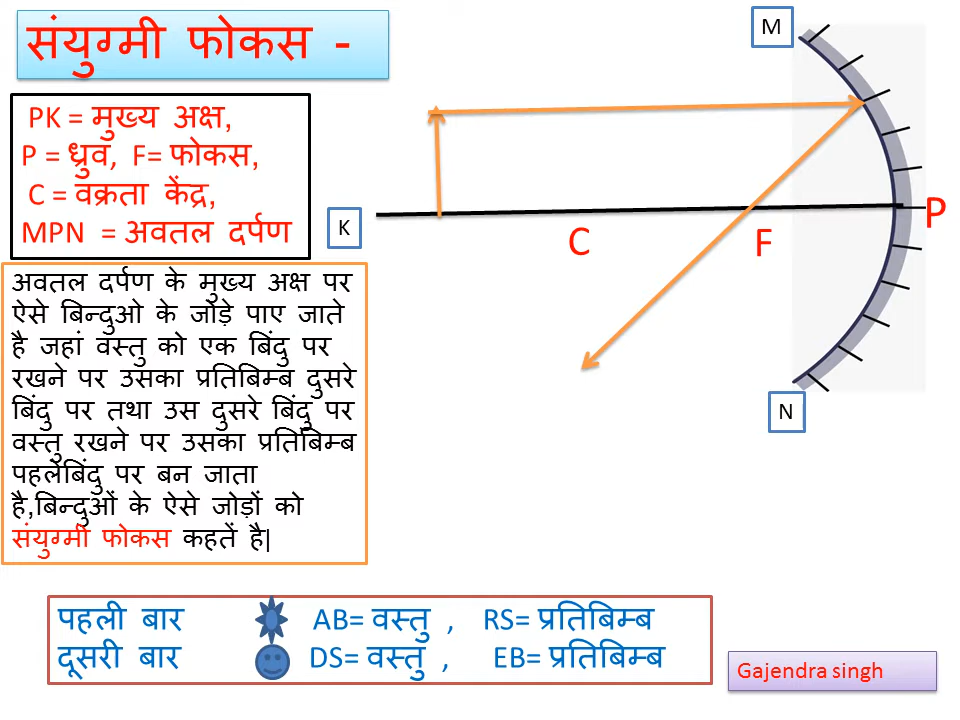 संयुग्मी फोकस -
PK = मुख्य अक्ष,
P = ध्रुव, F= फोकस,
C = वक्रता केंद्र,
MPN = अवतल दर्पण
अवतल दर्पण के मुख्य अक्ष पर
ऐसे बिन्दुओ के जोड़े पाए जाते
है जहां वस्तु को एक बिंदु पर
रखने पर उसका प्रतिबिम्ब दुसरे
बिंदु पर तथा उस दुसरे बिंदु पर
वस्तु रखने पर उसका प्रतिबिम्ब
पहलेबिंदु पर बन जाता
है,बिन्दुओं के ऐसे जोड़ों को
संयुग्मी फोकस कहतें है|
M
K
C
F
P
N
पहली बार AB= वस्तु , RS= प्रतिबिम्ब
दूसरी बार DS= वस्तु , EB= प्रतिबिम्ब
Gajendra singh